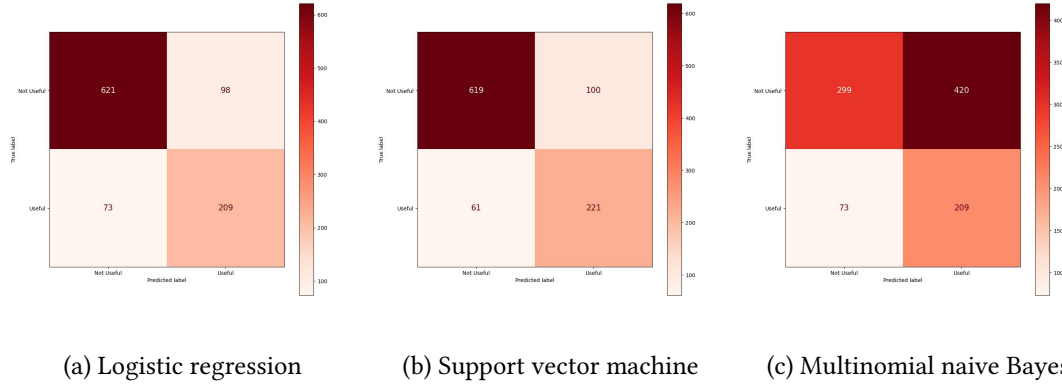 600
500
400
300
200
100
Not Useful
Useful
True label
621
98
73
209
Not Useful
Useful
Predicted label
600
500
400
300
200
100
Not Useful
Useful
True label
619
100
61
221
Not Useful
Useful
Predicted label
400
350
300
250
200
150
100
Not Useful
Useful
True label
299
420
73
209
Not Useful
Useful
Predicted label
(a) Logistic regression
(b) Support vector machine
(c) Multinomial naive Bayes